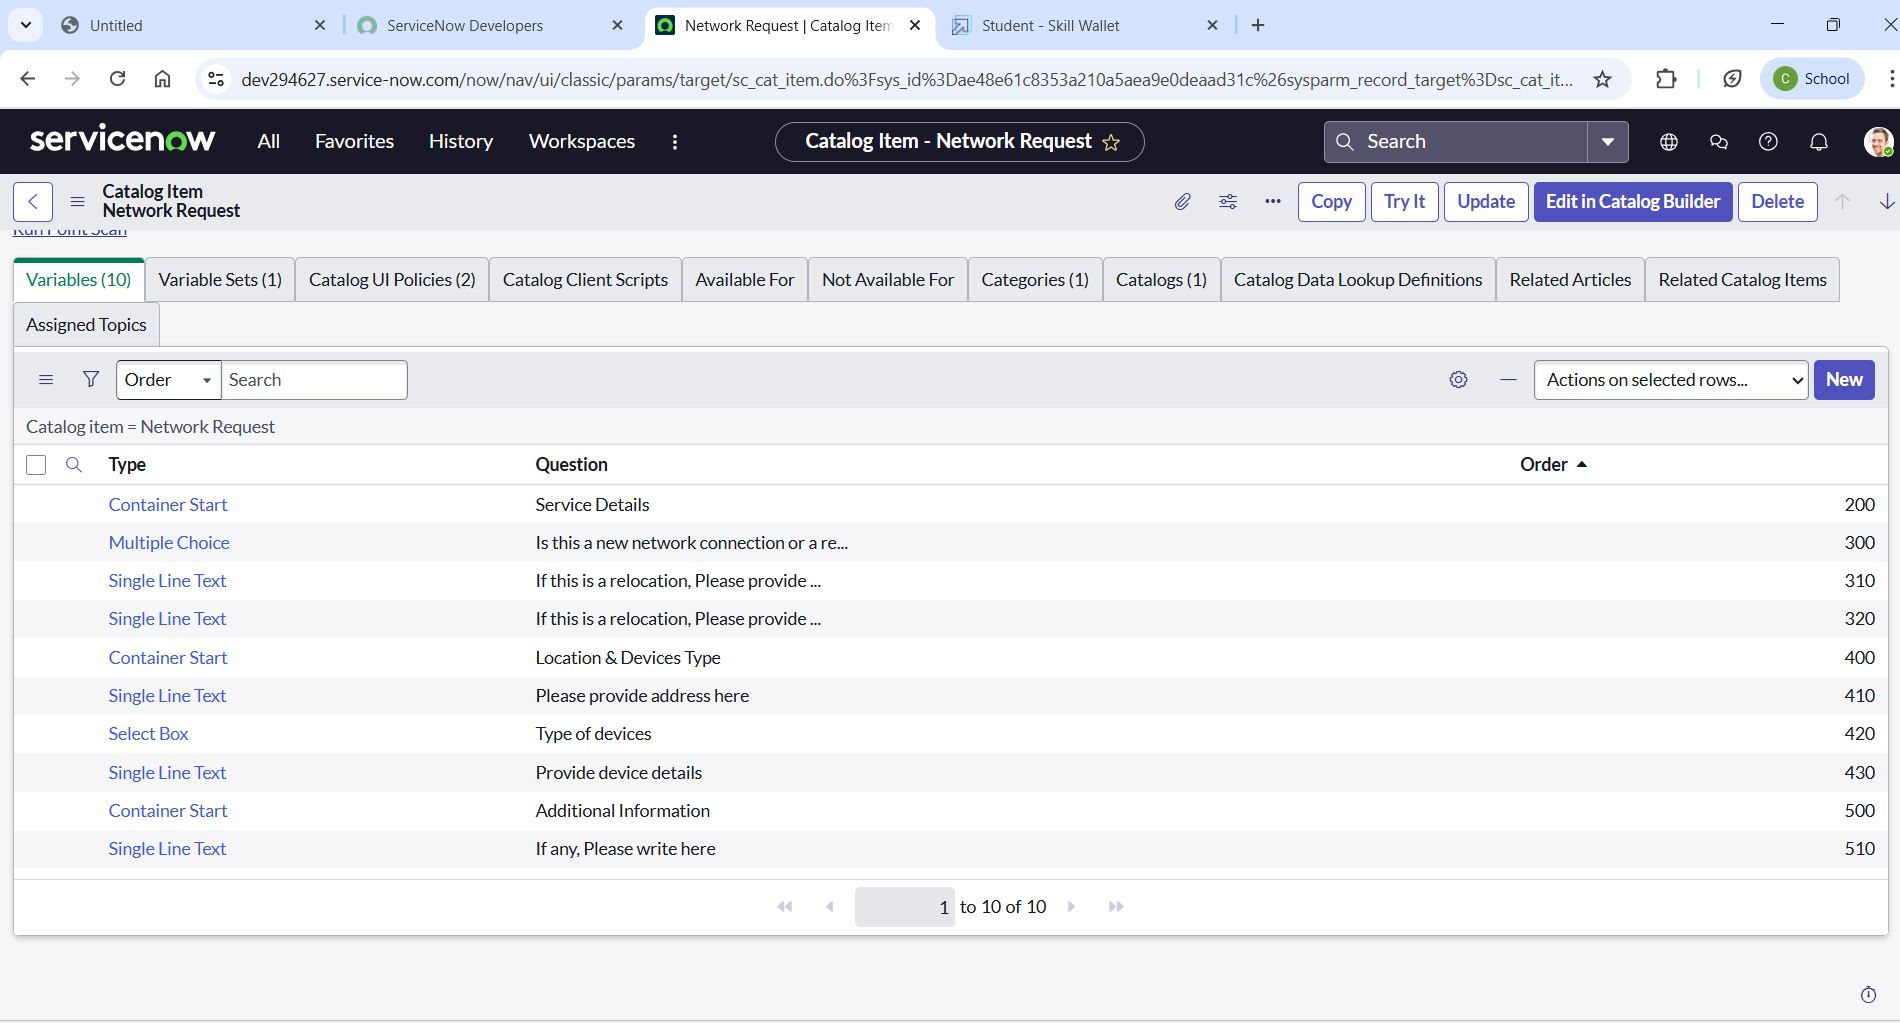 Untitled
ServiceNow Developers
Network Request | Catalog Item
Student - Skill Wallet
dev294627.service-now.com/now/nav/ui/classic/params/target/sc_cat_item.do%3Fsys_id%3Dae48e61c8353a210a5aea9e0deaad31c%26sysparm_record_target%3Dsc_cat_it...
C School
servicenow All Favorites History Workspaces Catalog Item - Network Request Search
Catalog Item
Network Request
Copy Try It Update Edit in Catalog Builder Delete
Run Point Scan
Variables (10) Variable Sets (1) Catalog UI Policies (2) Catalog Client Scripts Available For Not Available For Categories (1) Catalogs (1) Catalog Data Lookup Definitions Related Articles Related Catalog Items
Assigned Topics
Order Search Actions on selected rows... New
Catalog item = Network Request
Type Question Order
Container Start Service Details 200
Multiple Choice Is this a new network connection or a re... 300
Single Line Text If this is a relocation, Please provide ... 310
Single Line Text If this is a relocation, Please provide ... 320
Container Start Location & Devices Type 400
Single Line Text Please provide address here 410
Select Box Type of devices 420
Single Line Text Provide device details 430
Container Start Additional Information 500
Single Line Text If any, Please write here 510
1 to 10 of 10